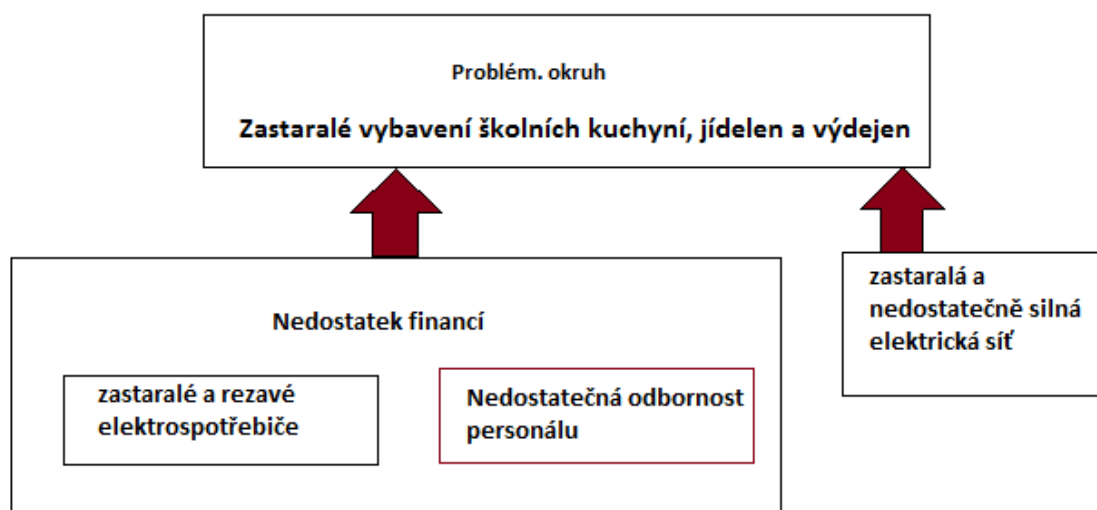 Problém. okruh
Zastaralé vybavení školních kuchyní, jídelen a výdejen
Nedostatek financí
zastaralé a rezavé
elektrospotřebiče
Nedostatečná odbornost
personálu
zastaralá a
nedostatečně silná
elektrická síť